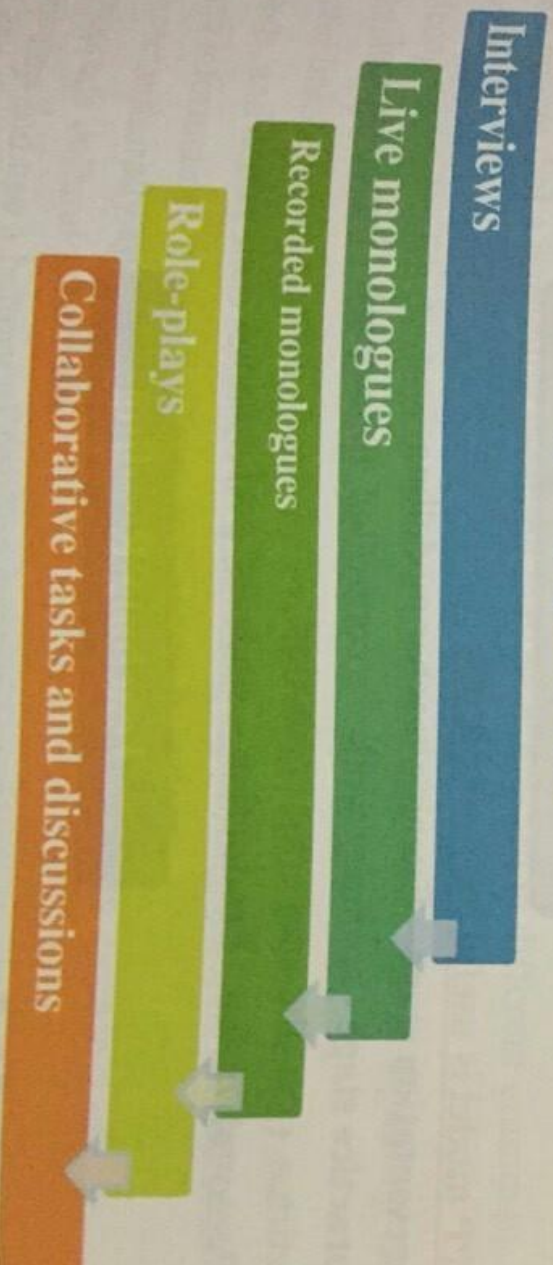 Interviews
Live monologues
Recorded monologues
Role-plays
Collaborative tasks and discussions